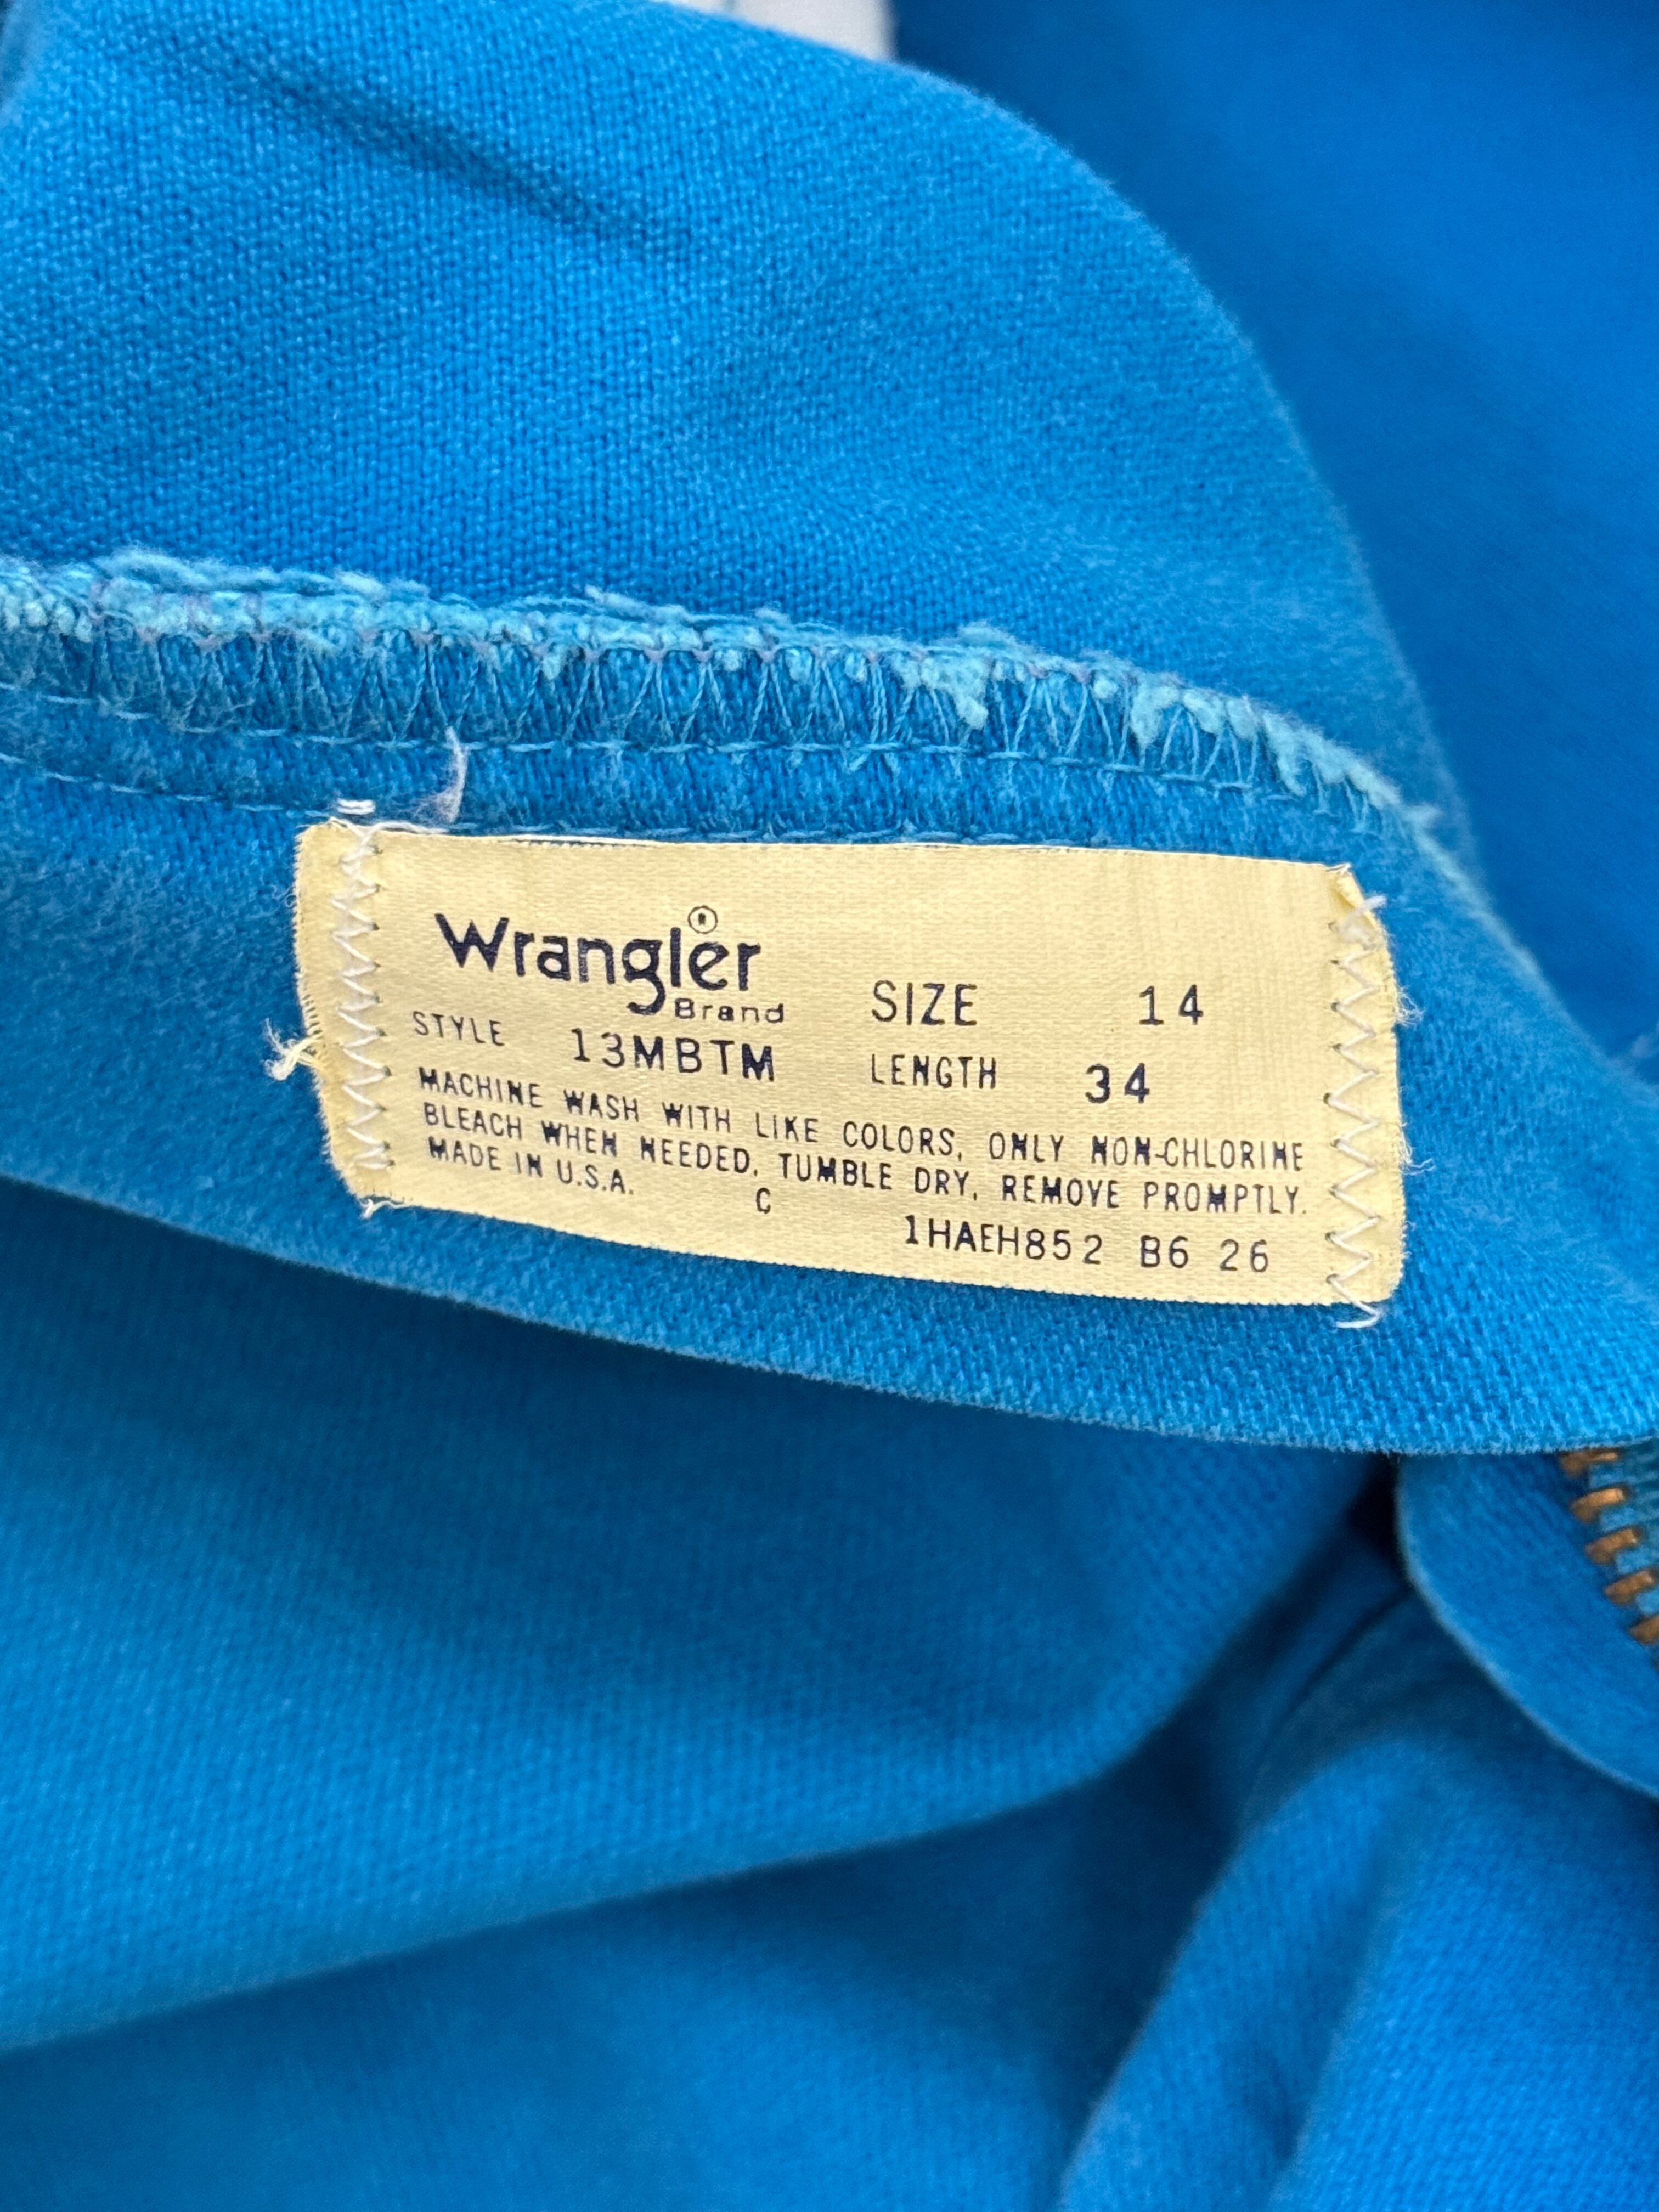 Wrangler®
Brand
SIZE 14
STYLE 13MBTM LENGTH 34
MACHINE WASH WITH LIKE COLORS, ONLY NON-CHLORINE
BLEACH WHEN NEEDED, TUMBLE DRY, REMOVE PROMPTLY.
MADE IN U.S.A. C
1HAEH852 B6 26